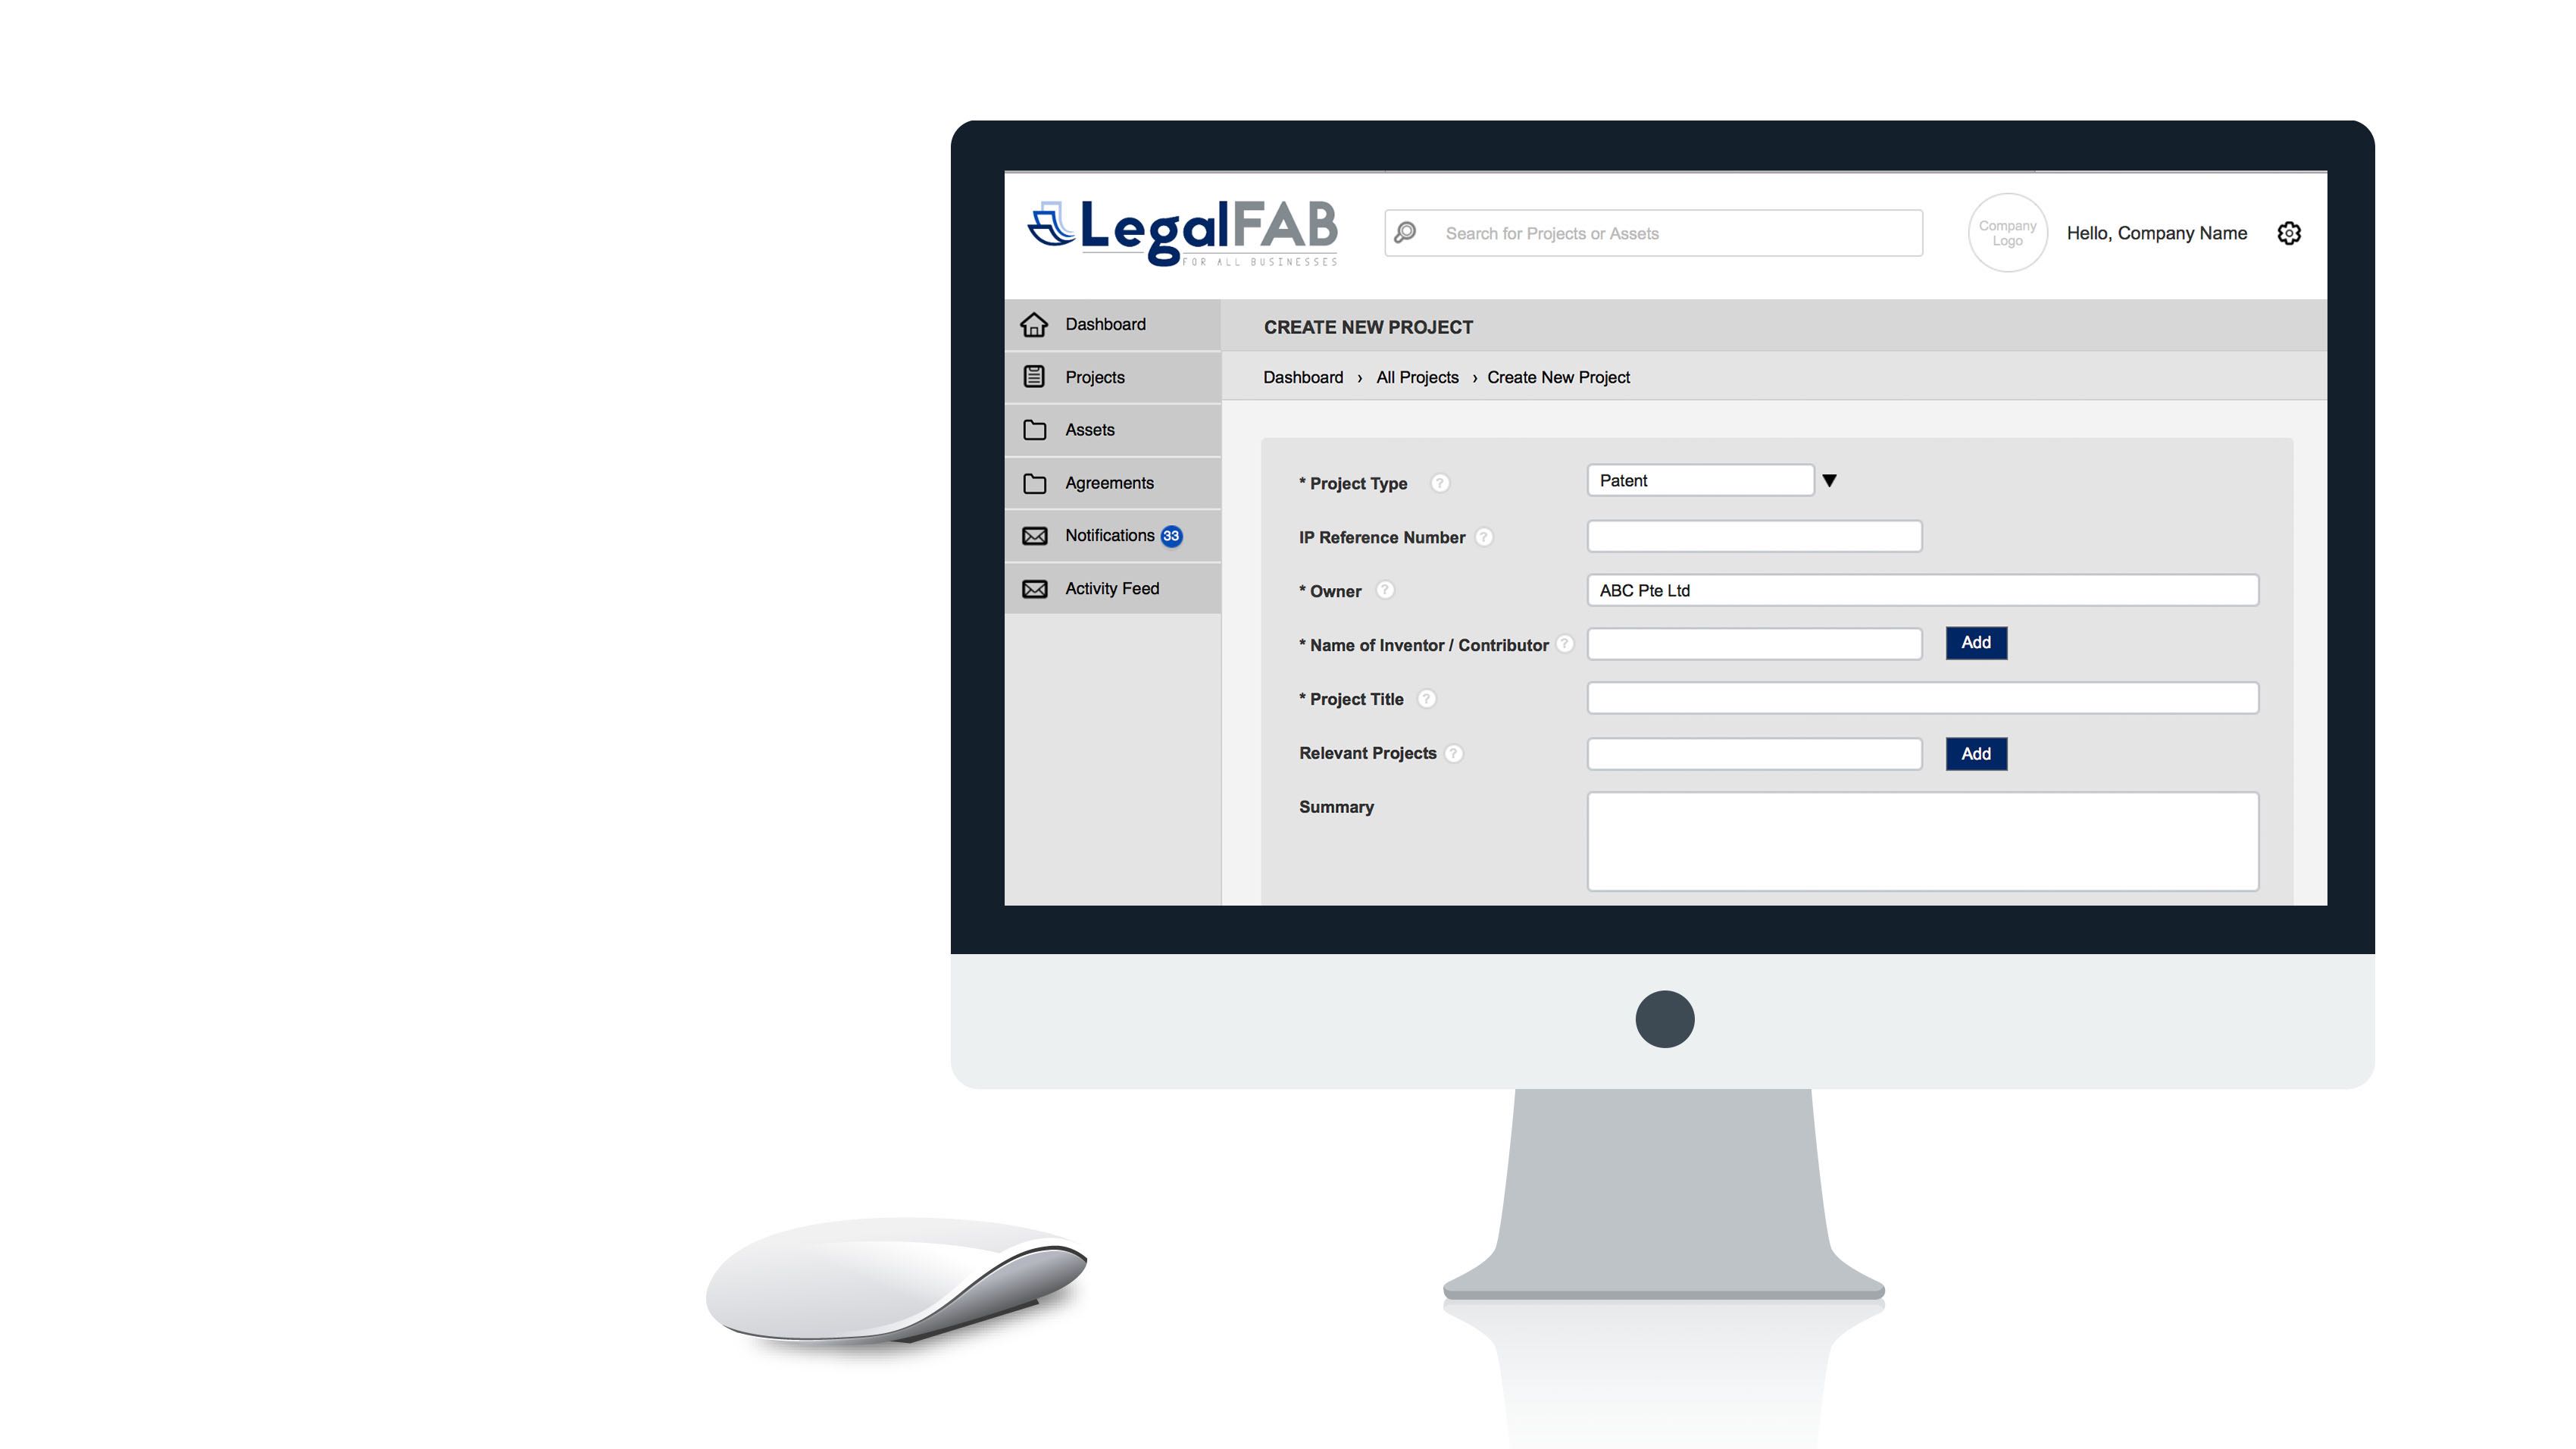 LegalFAB
FOR ALL BUSINESSES
Search for Projects or Assets
Company
Logo
Hello, Company Name
Dashboard
Projects
Assets
Agreements
Notifications 33
Activity Feed
CREATE NEW PROJECT
Dashboard › All Projects › Create New Project
* Project Type ? Patent
IP Reference Number ?
* Owner ? ABC Pte Ltd
* Name of Inventor / Contributor ? Add
* Project Title ?
Relevant Projects ? Add
Summary